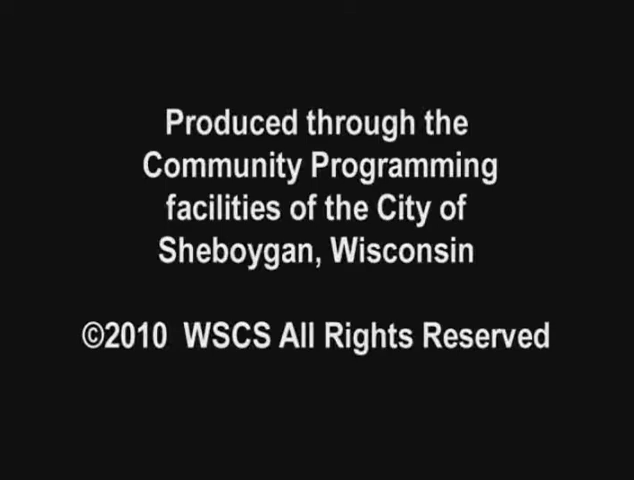 Produced through the
Community Programming
facilities of the City of
Sheboygan, Wisconsin
©2010 WSCS All Rights Reserved